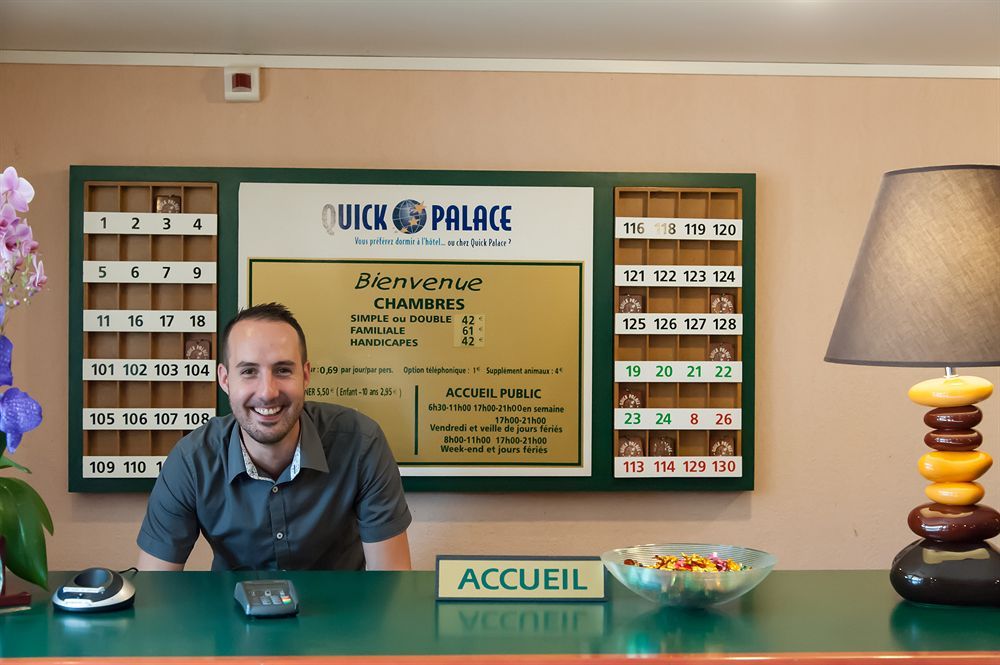 QUICK PALACE
Vous préférez dormir à l'hôtel... ou chez Quick Palace ?
Bienvenue
CHAMBRES
SIMPLE ou DOUBLE 42 €
FAMILIALE 61 €
HANDICAPES 42 €
: 0,69 par jour/par pers. Option téléphonique : 1€ Supplément animaux : 4€
5,50 € ( Enfant -10 ans 2,95 € )
ACCUEIL PUBLIC
6h30-11h00 17h00-21h00 en semaine
17h00-21h00
Vendredi et veille de jours fériés
8h00-11h00 17h00-21h00
Week-end et jours fériés
1 2 3 4
5 6 7 9
11 16 17 18
101 102 103 104
105 106 107 108
109 110
116 118 119 120
121 122 123 124
125 126 127 128
19 20 21 22
23 24 8 26
113 114 129 130
ACCUEIL